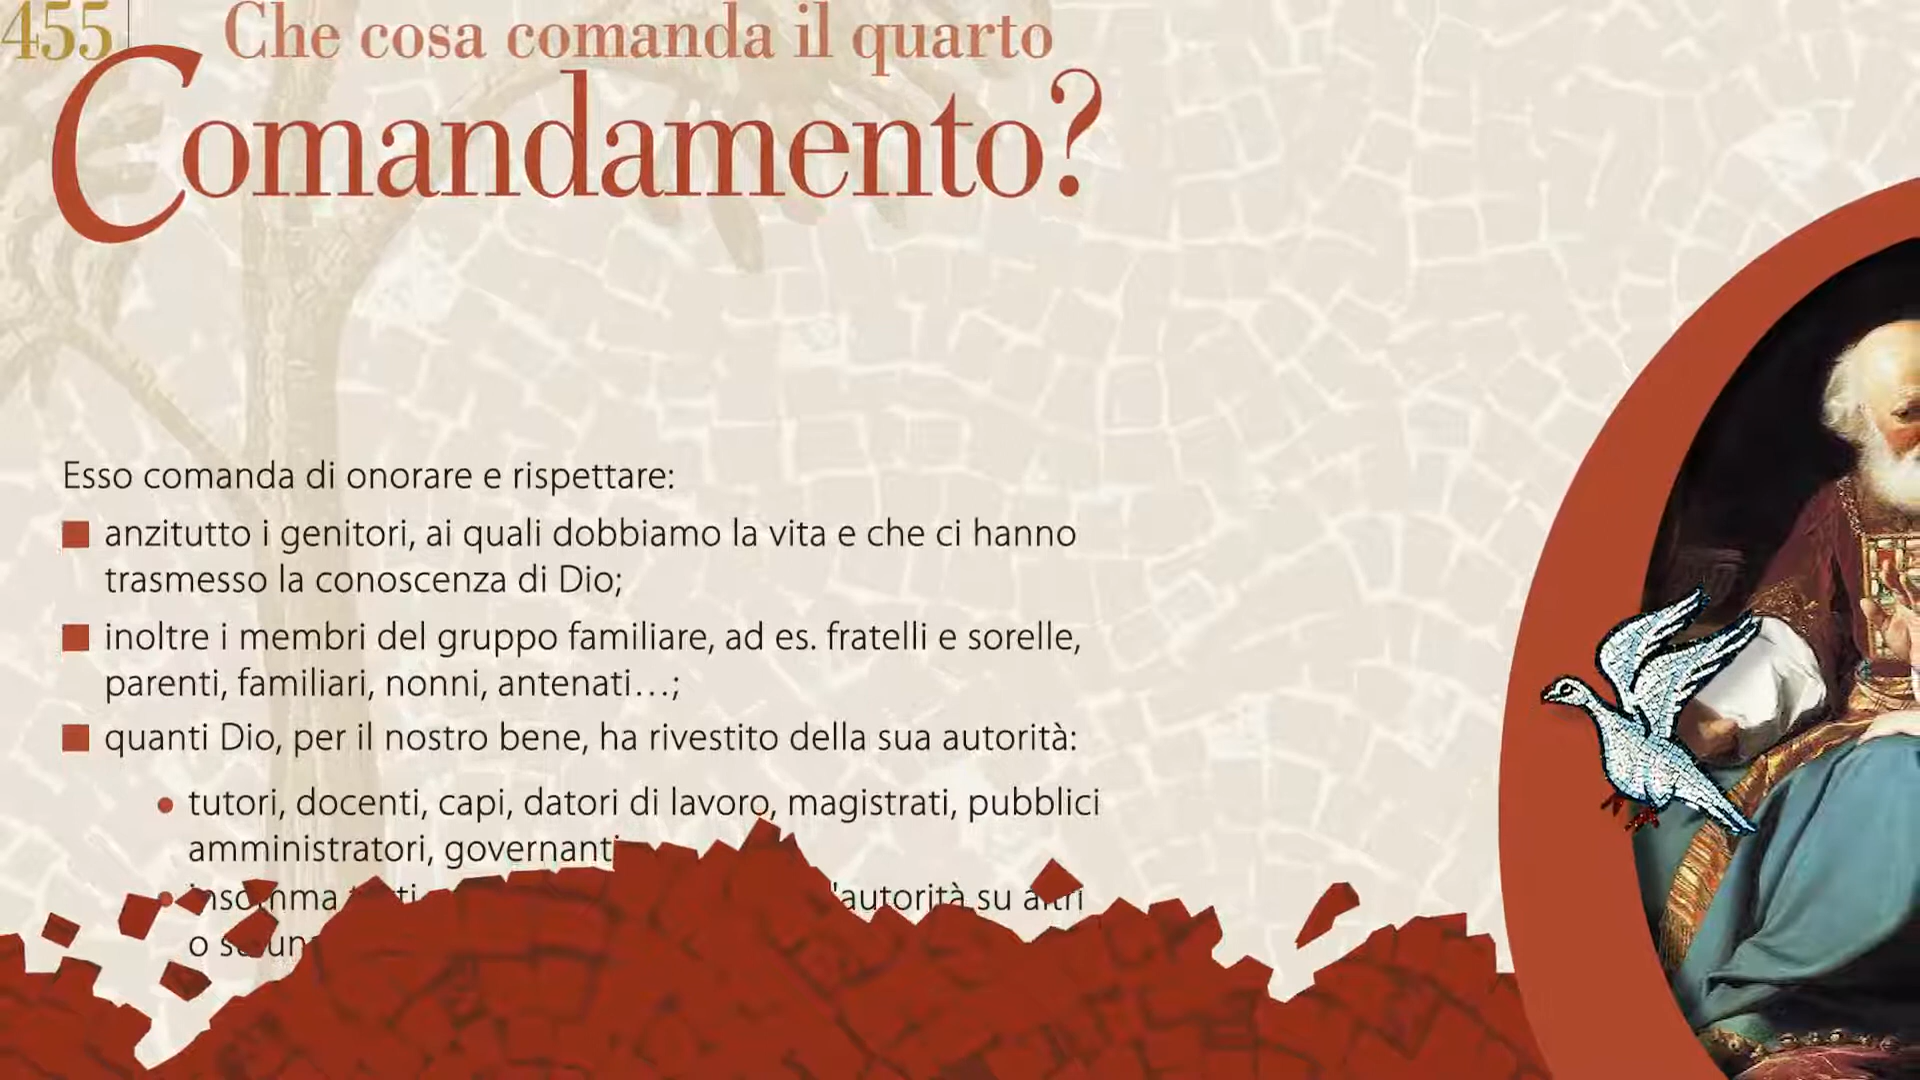 455
Che cosa comanda il quarto
Comandamento?
Esso comanda di onorare e rispettare:
anzitutto i genitori, ai quali dobbiamo la vita e che ci hanno
trasmesso la conoscenza di Dio;
inoltre i membri del gruppo familiare, ad es. fratelli e sorelle,
parenti, familiari, nonni, antenati…;
quanti Dio, per il nostro bene, ha rivestito della sua autorità:
tutori, docenti, capi, datori di lavoro, magistrati, pubblici
amministratori, governanti
insomma autorità su altri
o